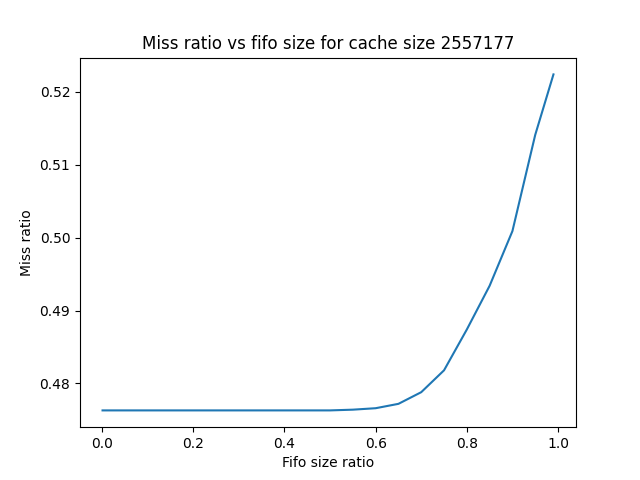 Miss ratio vs fifo size for cache size 2557177
Miss ratio
0.52
0.51
0.50
0.49
0.48
0.0 0.2 0.4 0.6 0.8 1.0
Fifo size ratio